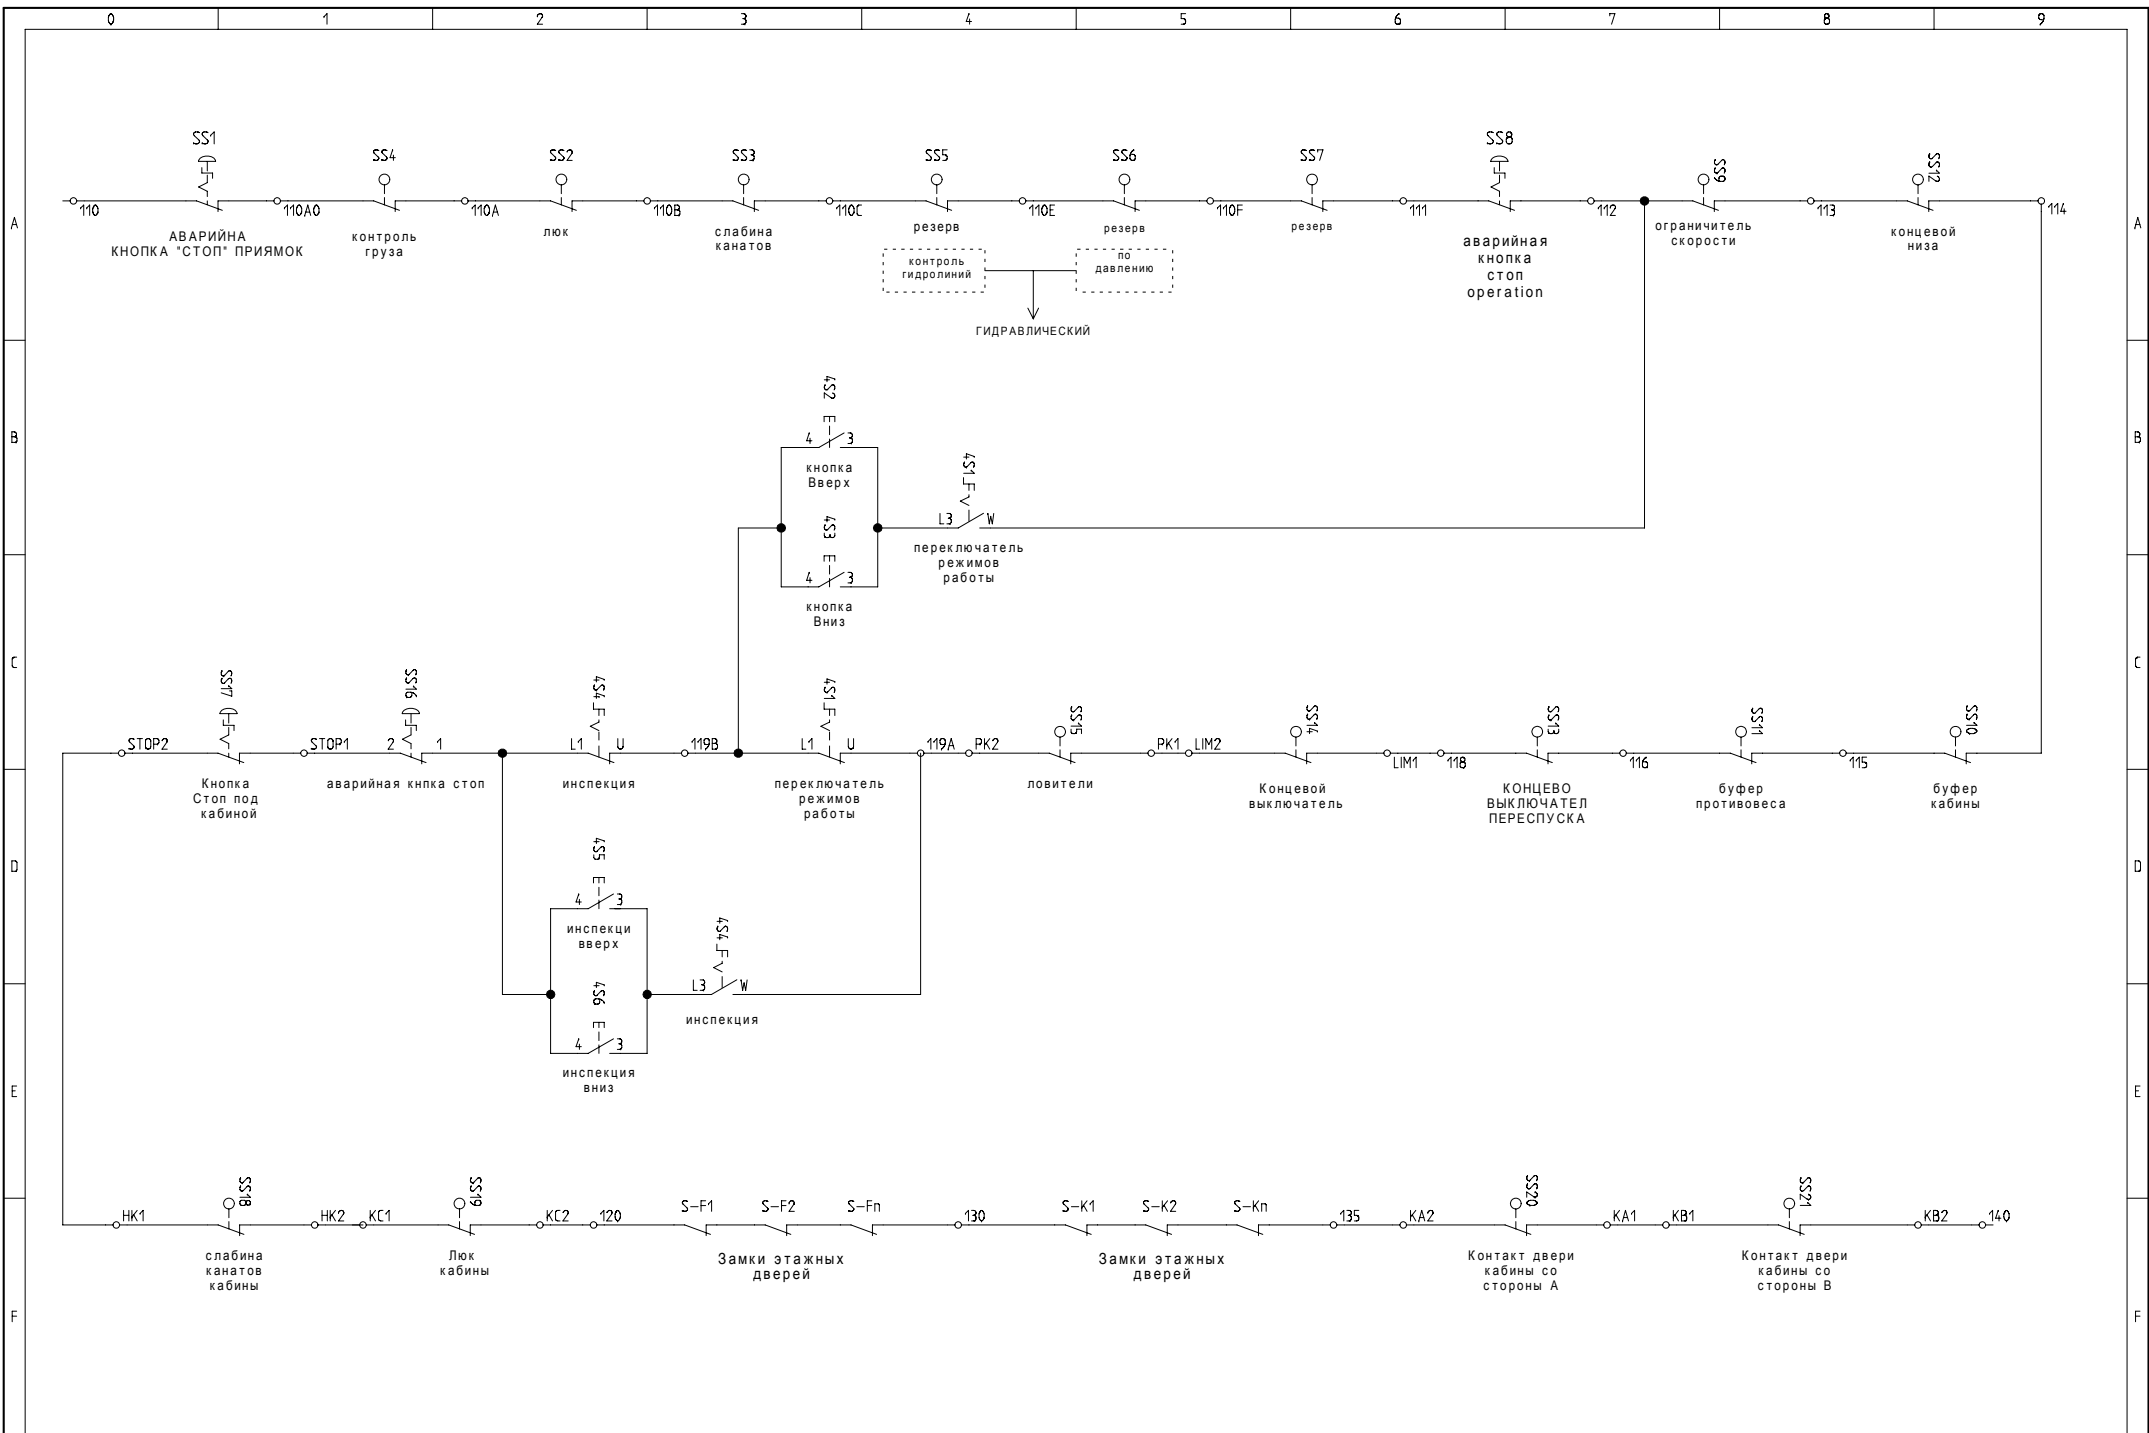 0 1 2 3 4 5 6 7 8 9
SS1 SS4 SS2 SS3 SS5 SS6 SS7 SS8 SS9 SS12
A 110 110A0 110A 110B 110C 110E 110F 111 112 113 114 A
АВАРИЙНА
КНОПКА "СТОП" ПРИЯМОК
контроль
груза
люк
слабина
канатов
резерв
резерв
резерв
аварийная
кнопка
стоп
operation
ограничитель
скорости
концевой
низа
контроль
гидролиний
по
давлению
ГИДРАВЛИЧЕСКИЙ
B B
4S2
4 3
кнопка
Вверх
4S1
L3 W
переключатель
режимов
работы
4S3
4 3
кнопка
Вниз
C C
SS17 SS16 4S4 4S1 SS15 SS14 SS13 SS11 SS10
STOP2 STOP1 2 1 L1 U 119B L1 U 119A PK2 PK1 LIM2 LIM1 118 116 115
Кнопка
Стоп под
кабиной
аварийная кнпка стоп
инспекция
переключатель
режимов
работы
ловители
Концевой
выключатель
КОНЦЕВО
ВЫКЛЮЧАТЕЛ
ПЕРЕСПУСКА
буфер
противовеса
буфер
кабины
D D
4S5
4 3
инспекци
вверх
4S4
L3 W
инспекция
4S6
4 3
инспекция
вниз
E E
SS18 SS19 SS20 SS21
HK1 HK2 KC1 KC2 120 S-F1 S-F2 S-Fn 130 S-K1 S-K2 S-Kn 135 KA2 KA1 KB1 KB2 140
слабина
канатов
кабины
Люк
кабины
Замки этажных
дверей
Замки этажных
дверей
Контакт двери
кабины со
стороны А
Контакт двери
кабины со
стороны В
F F